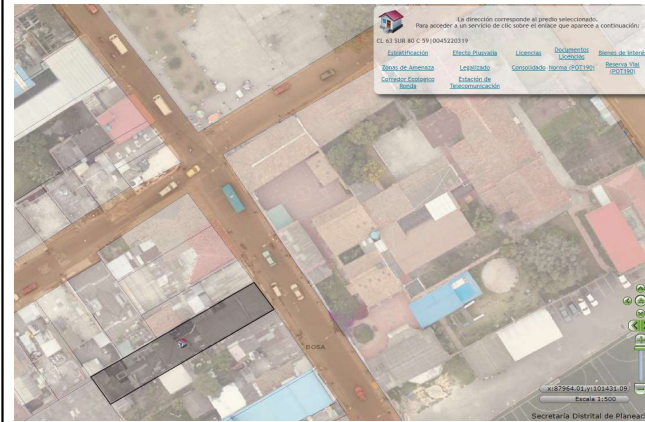 La dirección corresponde al predio seleccionado.
Para acceder a un servicio de clic sobre el enlace que aparece a continuación:
CL 63 SUR 80 C 59|0045220319
Estratificación Efecto Plusvalía Licencias Documentos Licencias Bienes de Interé
Zonas de Amenaza Legalizado Consolidado Norma (POT190) Reserva Vial (POT190)
Corredor Ecologico Ronda Estación de Telecomunicación
BOSA
x:87964.01,y:101431.09
Escala 1:500
Secretaría Distrital de Planeac